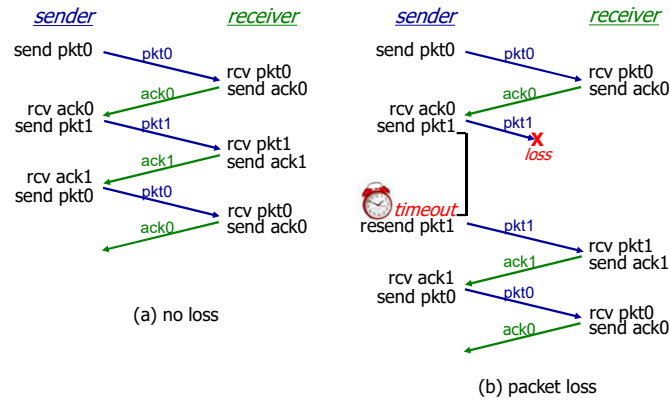 sender
receiver
send pkt0
pkt0
rcv pkt0
send ack0
ack0
rcv ack0
send pkt1
pkt1
rcv pkt1
send ack1
ack1
rcv ack1
send pkt0
pkt0
rcv pkt0
send ack0
ack0
(a) no loss
sender
receiver
send pkt0
pkt0
rcv pkt0
send ack0
ack0
rcv ack0
send pkt1
pkt1
X
loss
timeout
resend pkt1
pkt1
rcv pkt1
send ack1
ack1
rcv ack1
send pkt0
pkt0
rcv pkt0
send ack0
ack0
(b) packet loss